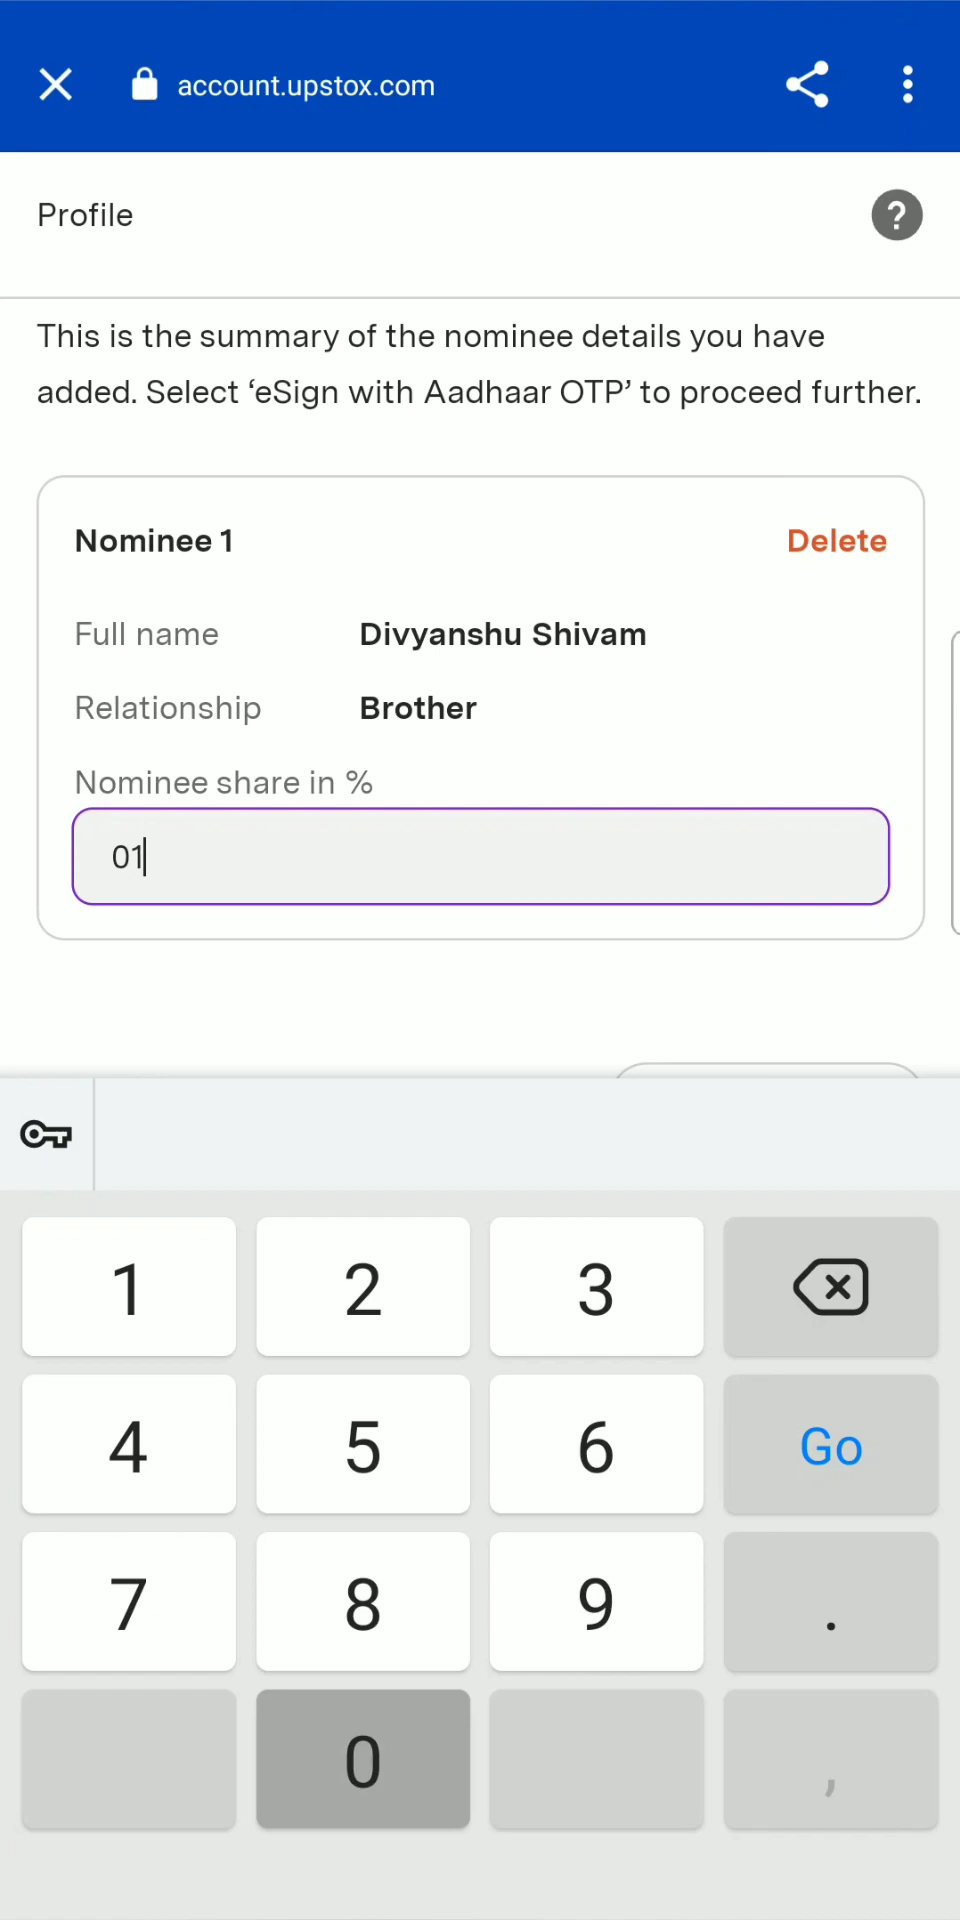 account.upstox.com
Profile
?
This is the summary of the nominee details you have
added. Select ‘eSign with Aadhaar OTP’ to proceed further.
Nominee 1 Delete
Full name Divyanshu Shivam
Relationship Brother
Nominee share in %
01
1 2 3
4 5 6 Go
7 8 9 .
0 ,